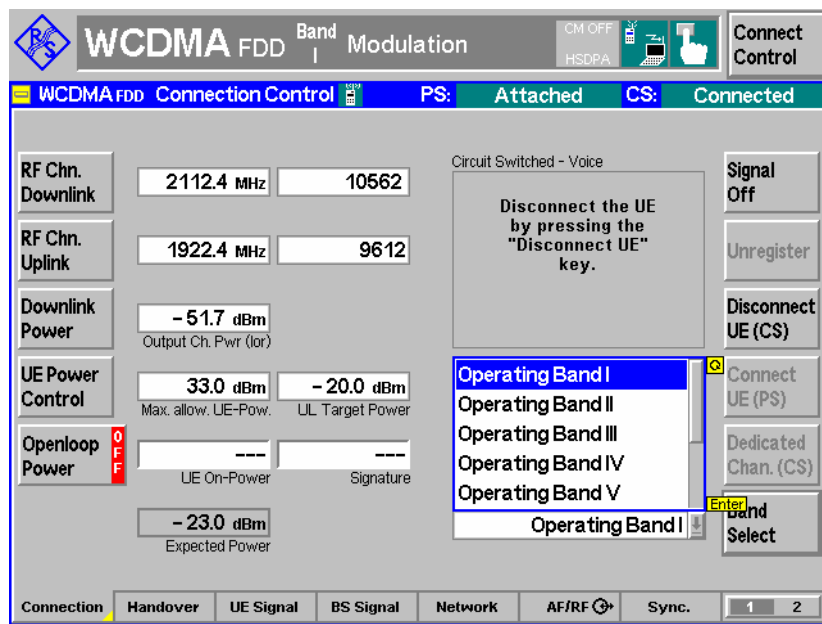 R&S
WCDMA FDD Band I Modulation
CM OFF
HSDPA
Connect Control
WCDMA FDD Connection Control PS: Attached CS: Connected
RF Chn. Downlink
2112.4 MHz 10562
RF Chn. Uplink
1922.4 MHz 9612
Downlink Power
– 51.7 dBm
Output Ch. Pwr (Ior)
UE Power Control
33.0 dBm – 20.0 dBm
Max. allow. UE-Pow. UL Target Power
Openloop Power OFF
--- ---
UE On-Power Signature
– 23.0 dBm
Expected Power
Circuit Switched - Voice
Disconnect the UE
by pressing the
"Disconnect UE"
key.
Operating Band I
Operating Band II
Operating Band III
Operating Band IV
Operating Band V
Operating Band I
Signal Off
Unregister
Disconnect UE (CS)
Connect UE (PS)
Dedicated Chan. (CS)
Enter
Band Select
Connection Handover UE Signal BS Signal Network AF/RF Sync. 1 2